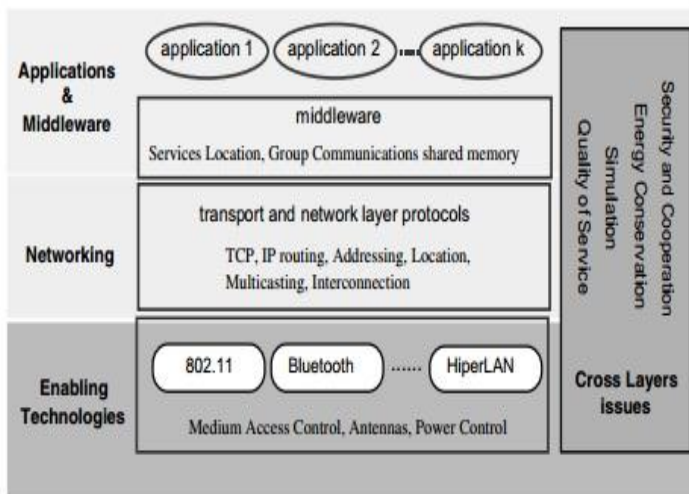 Applications
&
Middleware
application 1
application 2
application k
middleware
Services Location, Group Communications shared memory
Networking
transport and network layer protocols
TCP, IP routing, Addressing, Location,
Multicasting, Interconnection
Enabling
Technologies
802.11
Bluetooth
......
HiperLAN
Medium Access Control, Antennas, Power Control
Security and Cooperation
Energy Conservation
Simulation
Quality of Service
Cross Layers
issues